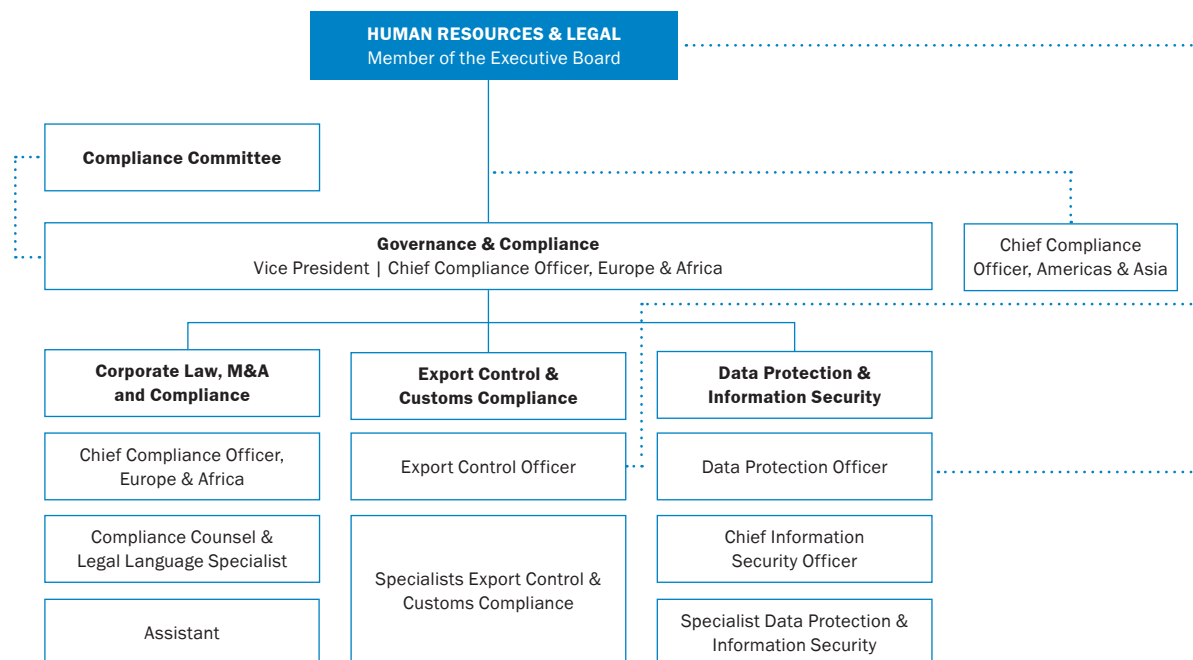 HUMAN RESOURCES & LEGAL
Member of the Executive Board
Compliance Committee
Governance & Compliance
Vice President | Chief Compliance Officer, Europe & Africa
Chief Compliance
Officer, Americas & Asia
Corporate Law, M&A
and Compliance
Export Control &
Customs Compliance
Data Protection &
Information Security
Chief Compliance Officer,
Europe & Africa
Export Control Officer
Data Protection Officer
Compliance Counsel &
Legal Language Specialist
Specialists Export Control &
Customs Compliance
Chief Information
Security Officer
Assistant
Specialist Data Protection &
Information Security